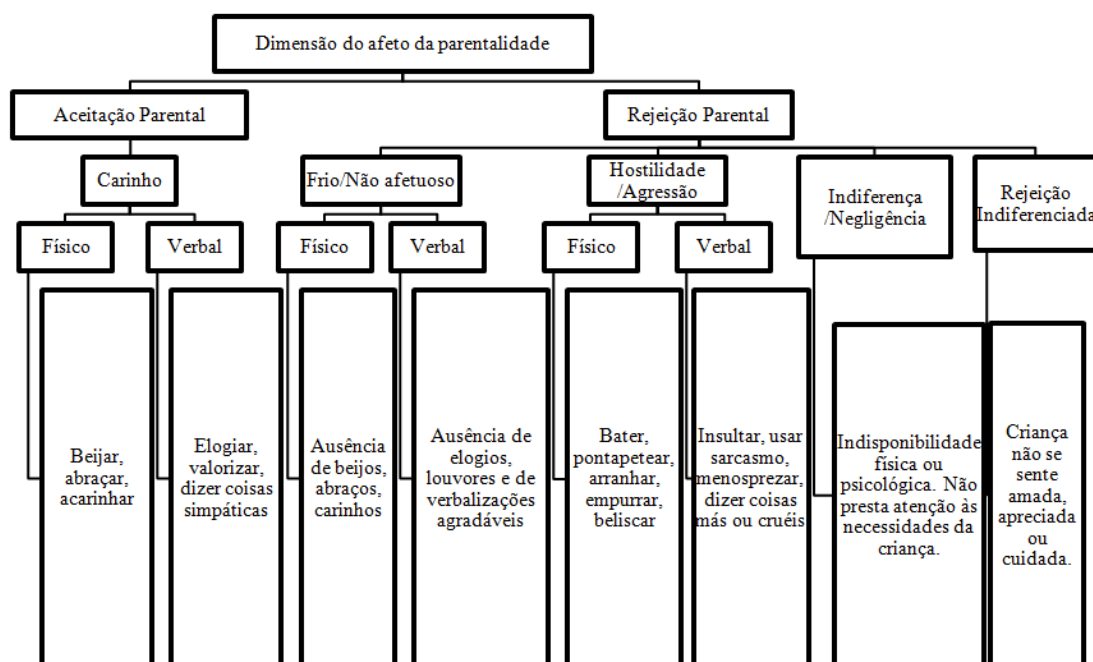 Dimensão do afeto da parentalidade
Aceitação Parental
Rejeição Parental
Carinho
Frio/Não afetuoso
Hostilidade
/Agressão
Indiferença
/Negligência
Rejeição
Indiferenciada
Físico
Verbal
Físico
Verbal
Físico
Verbal
Beijar,
abraçar,
acarinhar
Elogiar,
valorizar,
dizer coisas
simpáticas
Ausência
de beijos,
abraços,
carinhos
Ausência de
elogios,
louvores e de
verbalizações
agradáveis
Bater,
pontapetear,
arranhar,
empurrar,
beliscar
Insultar, usar
sarcasmo,
menosprezar,
dizer coisas
más ou cruéis
Indisponibilidade
física ou
psicológica. Não
presta atenção às
necessidades da
criança.
Criança
não se
sente
amada,
apreciada
ou
cuidada.